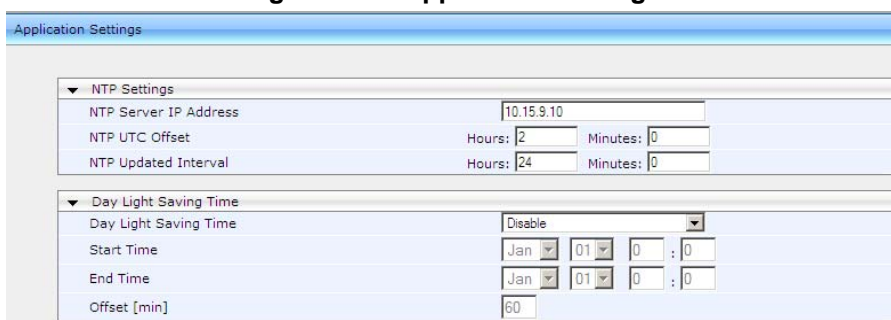 Application Settings
NTP Settings
NTP Server IP Address 10.15.9.10
NTP UTC Offset Hours: 2 Minutes: 0
NTP Updated Interval Hours: 24 Minutes: 0
Day Light Saving Time
Day Light Saving Time Disable
Start Time Jan 01 0 : 0
End Time Jan 01 0 : 0
Offset [min] 60